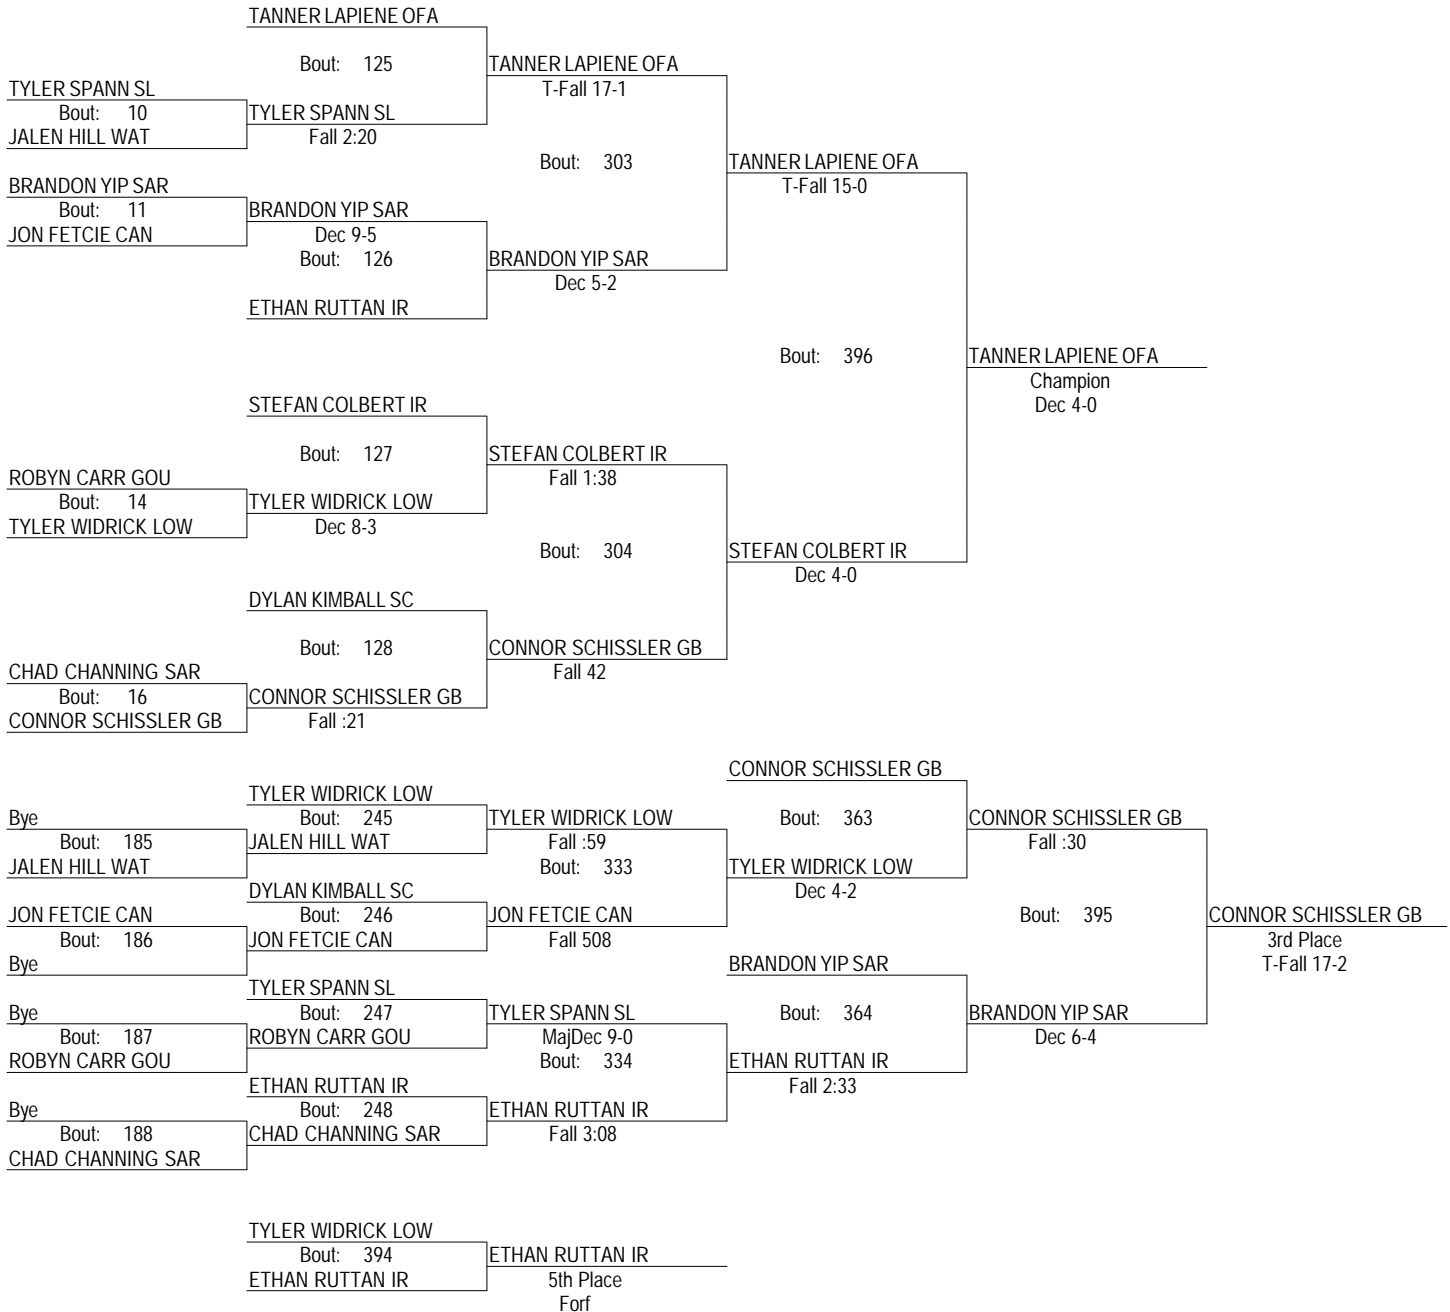 TANNER LAPIENE OFA
Bout: 125
TANNER LAPIENE OFA
T-Fall 17-1
TYLER SPANN SL
Bout: 10
TYLER SPANN SL
JALEN HILL WAT
Fall 2:20
Bout: 303
TANNER LAPIENE OFA
T-Fall 15-0
BRANDON YIP SAR
Bout: 11
BRANDON YIP SAR
JON FETCIE CAN
Dec 9-5
Bout: 126
BRANDON YIP SAR
Dec 5-2
ETHAN RUTTAN IR
Bout: 396
TANNER LAPIENE OFA
Champion
Dec 4-0
STEFAN COLBERT IR
Bout: 127
STEFAN COLBERT IR
Fall 1:38
ROBYN CARR GOU
Bout: 14
TYLER WIDRICK LOW
TYLER WIDRICK LOW
Dec 8-3
Bout: 304
STEFAN COLBERT IR
Dec 4-0
DYLAN KIMBALL SC
Bout: 128
CONNOR SCHISSLER GB
Fall 42
CHAD CHANNING SAR
Bout: 16
CONNOR SCHISSLER GB
CONNOR SCHISSLER GB
Fall :21
CONNOR SCHISSLER GB
TYLER WIDRICK LOW
Bye
Bout: 245
TYLER WIDRICK LOW
Bout: 363
CONNOR SCHISSLER GB
Bout: 185
JALEN HILL WAT
Fall :59
Fall :30
JALEN HILL WAT
Bout: 333
TYLER WIDRICK LOW
Dec 4-2
DYLAN KIMBALL SC
JON FETCIE CAN
Bout: 246
JON FETCIE CAN
Bout: 395
CONNOR SCHISSLER GB
Bout: 186
JON FETCIE CAN
Fall 508
3rd Place
Bye
BRANDON YIP SAR
T-Fall 17-2
TYLER SPANN SL
Bye
Bout: 247
TYLER SPANN SL
Bout: 364
BRANDON YIP SAR
Bout: 187
ROBYN CARR GOU
MajDec 9-0
Dec 6-4
ROBYN CARR GOU
Bout: 334
ETHAN RUTTAN IR
Fall 2:33
ETHAN RUTTAN IR
Bye
Bout: 248
ETHAN RUTTAN IR
Bout: 188
CHAD CHANNING SAR
Fall 3:08
CHAD CHANNING SAR
TYLER WIDRICK LOW
Bout: 394
ETHAN RUTTAN IR
ETHAN RUTTAN IR
5th Place
Forf